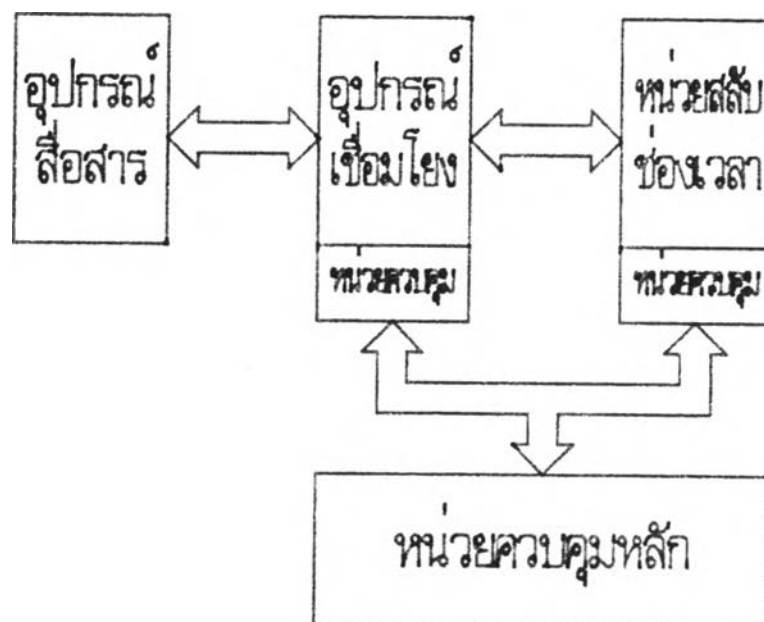 อุปกรณ์
สื่อสาร
อุปกรณ์
เชื่อมโยง
หน่วยควบคุม
หน่วยสลับ
ช่องเวลา
หน่วยควบคุม
หน่วยควบคุมหลัก